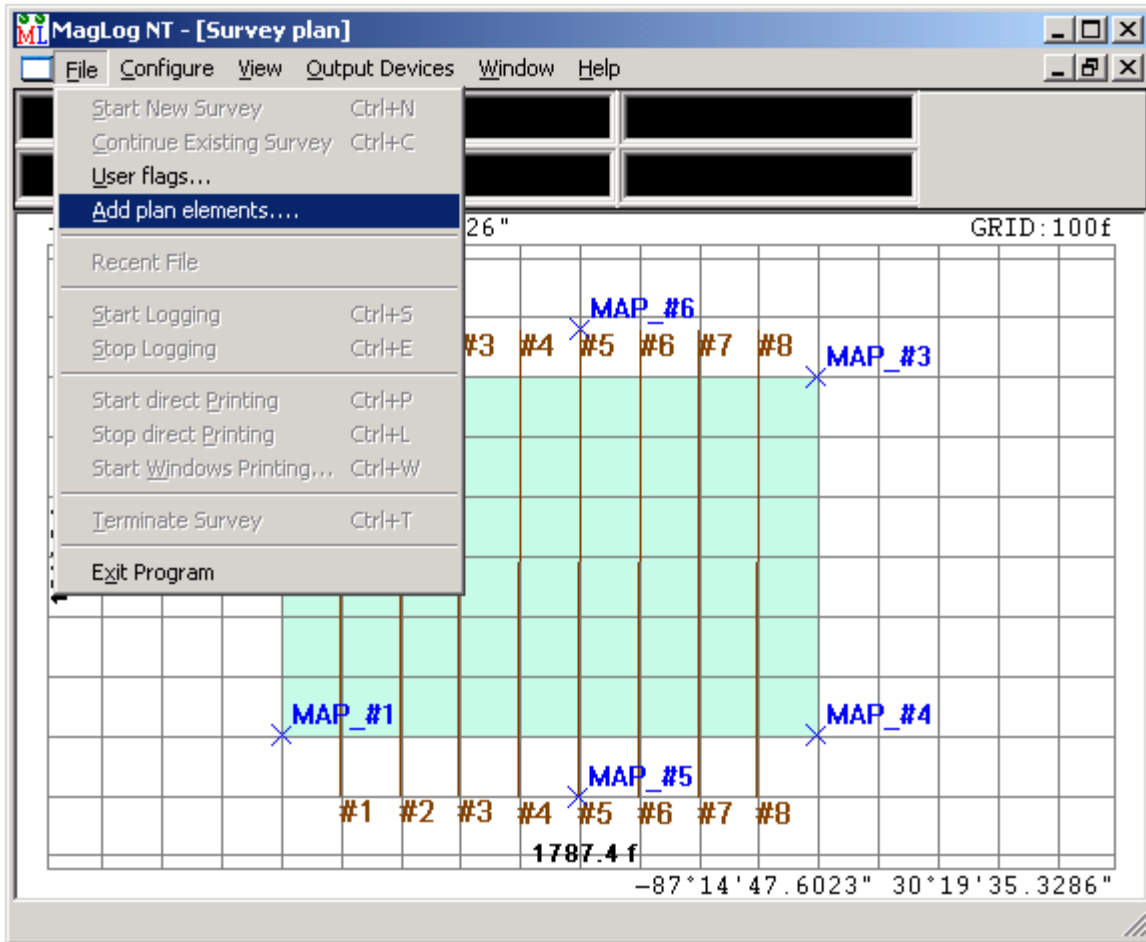 MagLog NT - [Survey plan]
File Configure View Output Devices Window Help
Start New Survey Ctrl+N
Continue Existing Survey Ctrl+C
User flags...
Add plan elements....
Recent File
Start Logging Ctrl+S
Stop Logging Ctrl+E
Start direct Printing Ctrl+P
Stop direct Printing Ctrl+L
Start Windows Printing... Ctrl+W
Terminate Survey Ctrl+T
Exit Program
26" GRID:100f
MAP_#6
#3 #4 #5 #6 #7 #8
MAP_#3
MAP_#1
MAP_#4
MAP_#5
#1 #2 #3 #4 #5 #6 #7 #8
1787.4 f
-87°14'47.6023" 30°19'35.3286"